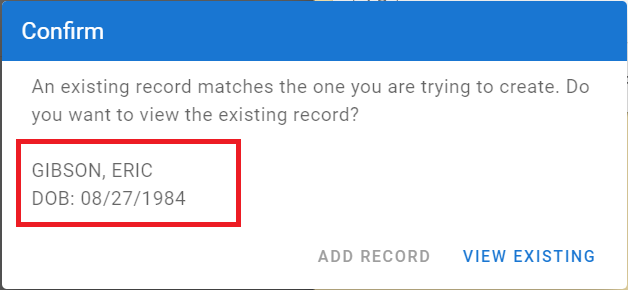 Confirm
An existing record matches the one you are trying to create. Do
you want to view the existing record?
GIBSON, ERIC
DOB: 08/27/1984
ADD RECORD VIEW EXISTING